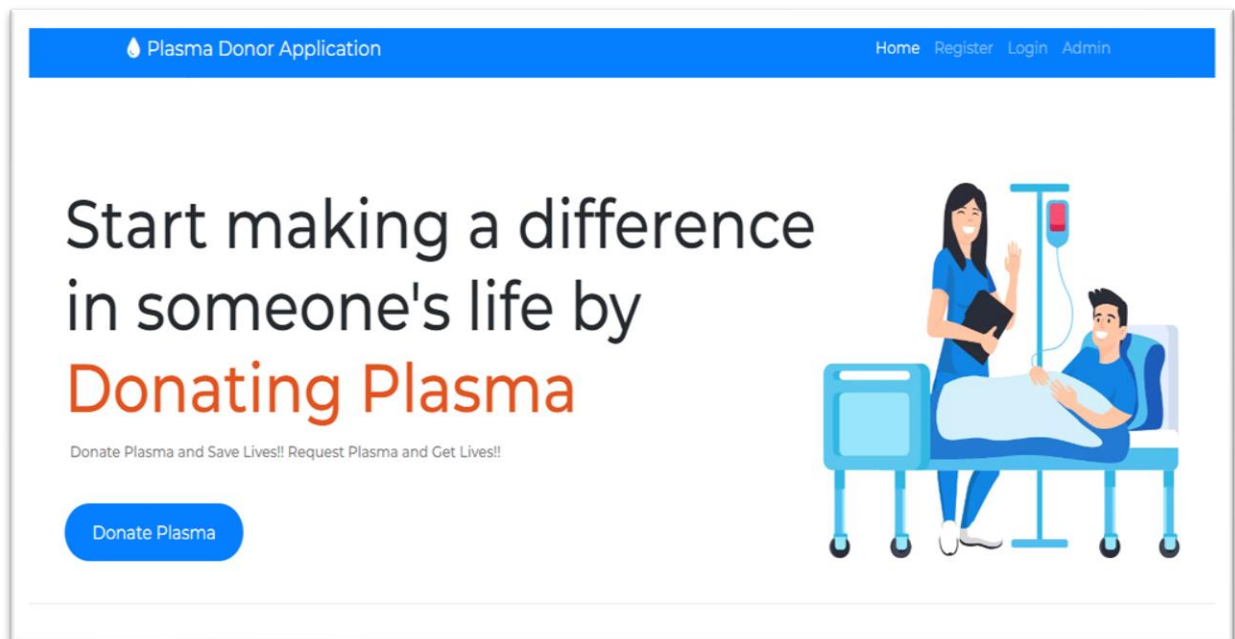 Plasma Donor Application
Home Register Login Admin
Start making a difference
in someone's life by
Donating Plasma
Donate Plasma and Save Lives!! Request Plasma and Get Lives!!
Donate Plasma